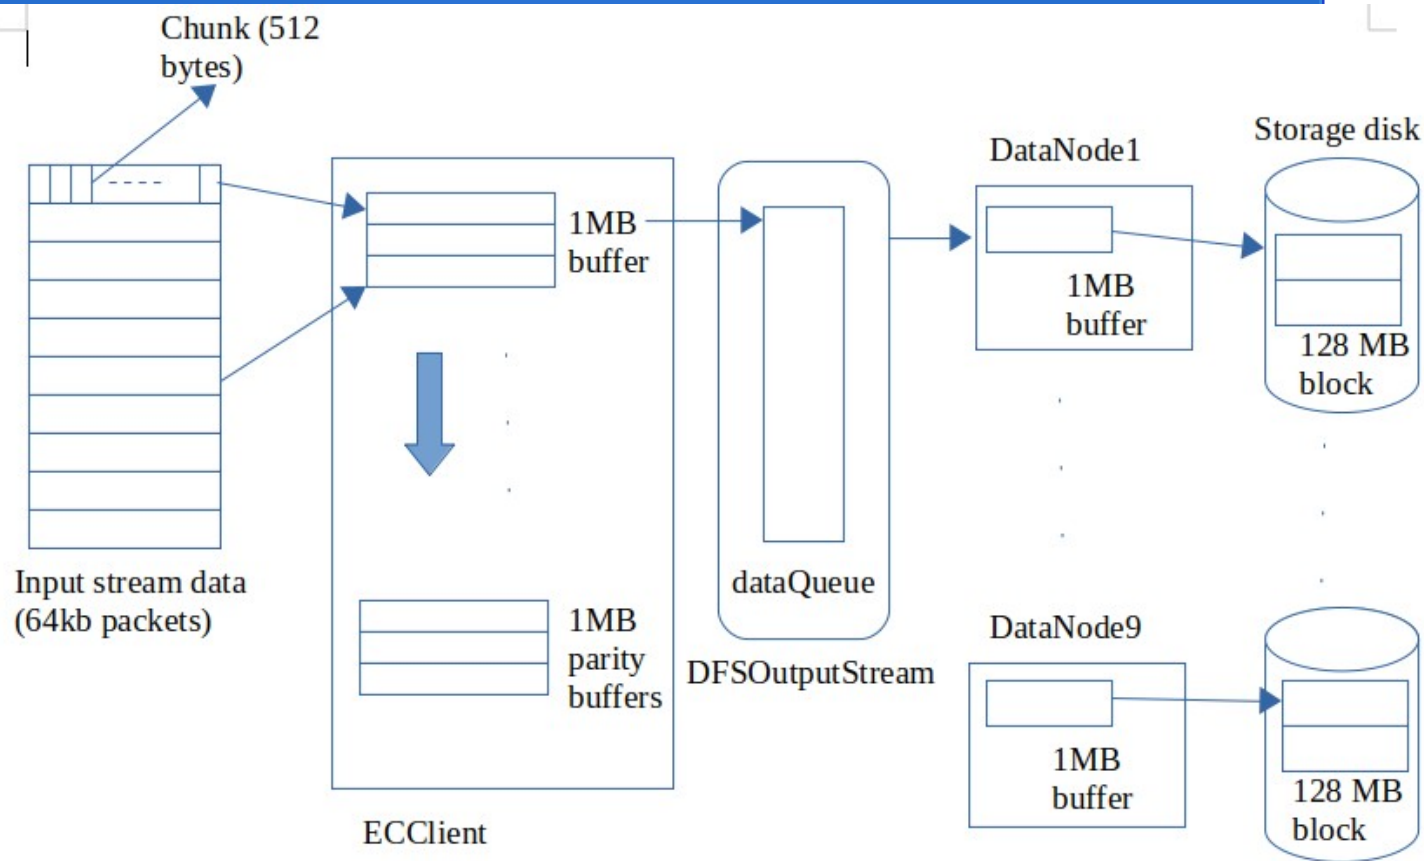 Chunk (512
bytes)
Input stream data
(64kb packets)
1MB
buffer
1MB
parity
buffers
ECClient
dataQueue
DFSOutputStream
DataNode1
1MB
buffer
DataNode9
1MB
buffer
Storage disk
128 MB
block
128 MB
block